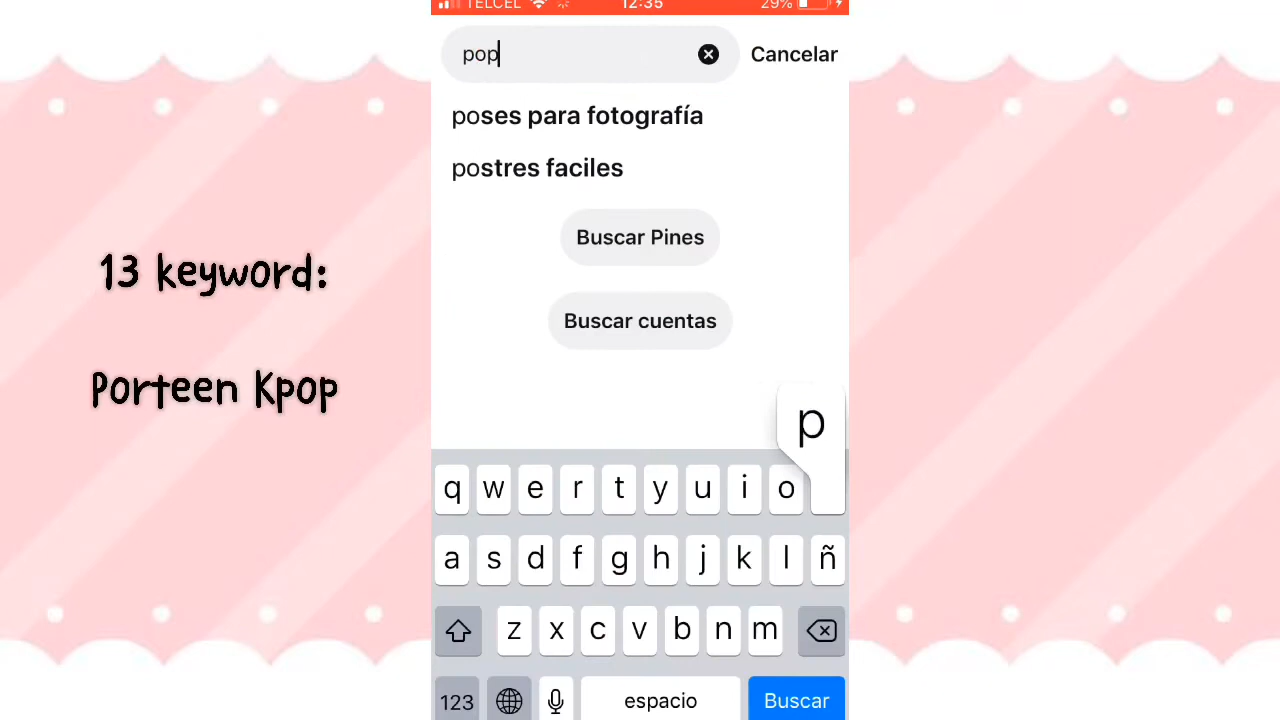 TELCEL 12:35 29%
pop Cancelar
poses para fotografía
postres faciles
Buscar Pines
Buscar cuentas
13 keyword:
Porteen Kpop
p
q w e r t y u i o
a s d f g h j k l ñ
z x c v b n m
123 espacio Buscar